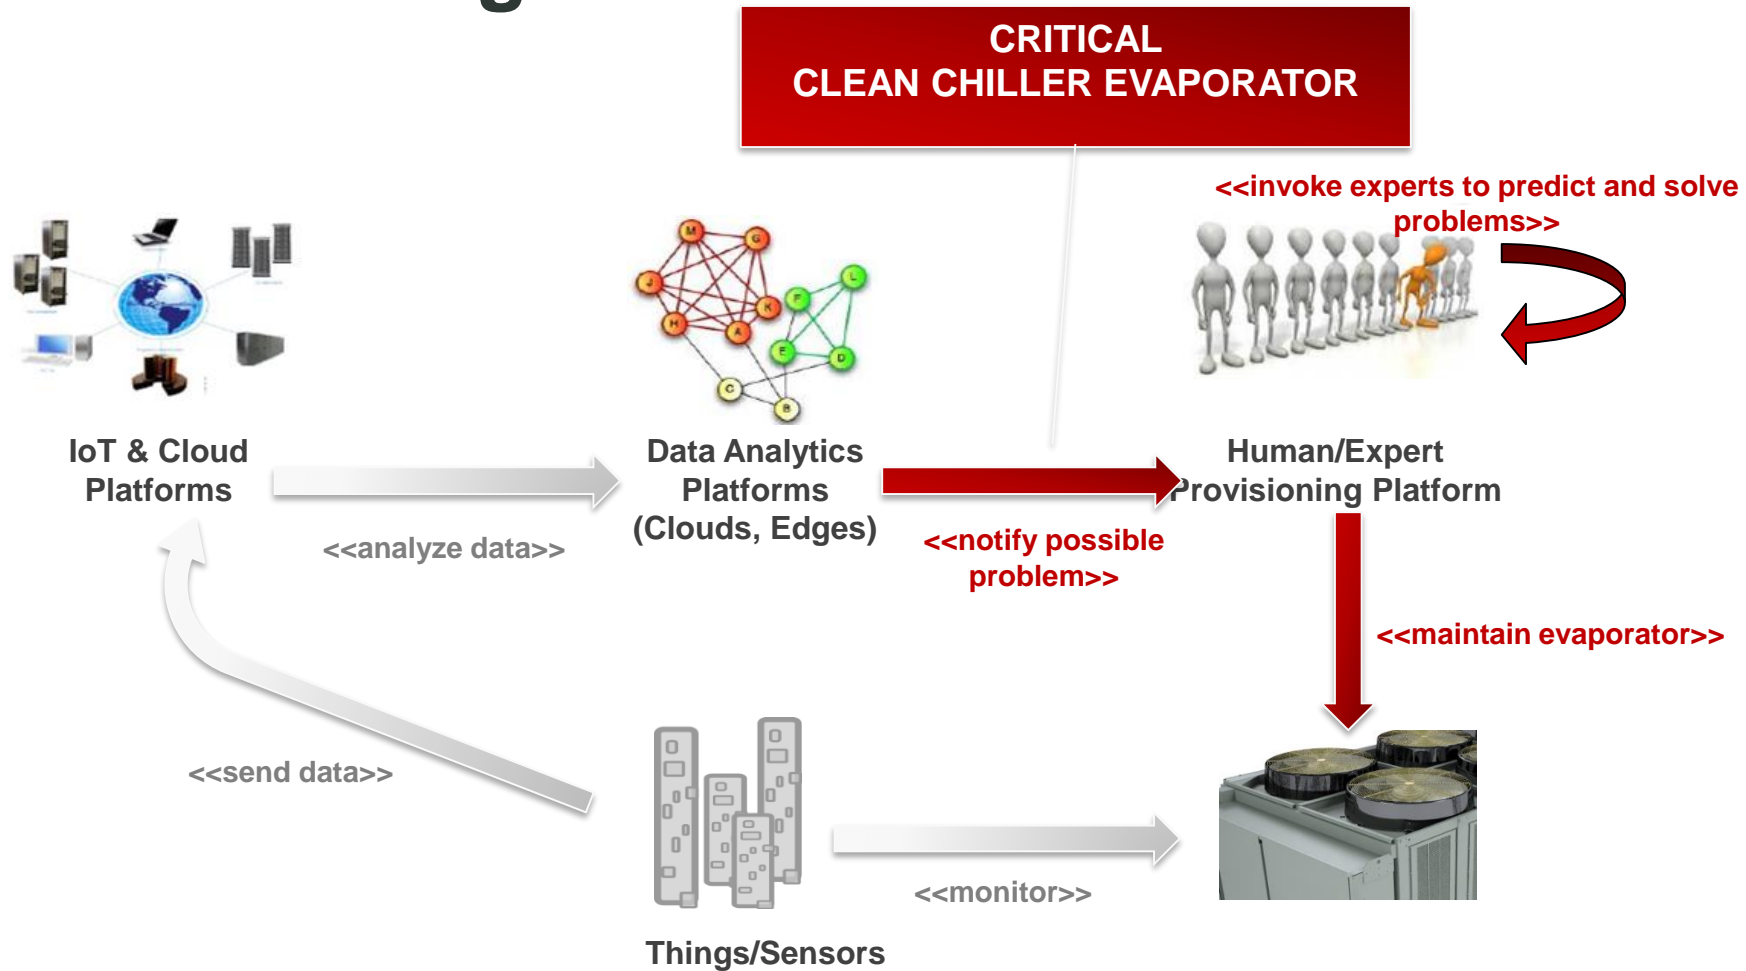 g
CRITICAL
CLEAN CHILLER EVAPORATOR
<<invoke experts to predict and solve
problems>>
M
G
J
K
H
A
L
F
E
D
C
B
IoT & Cloud
Platforms
Data Analytics
Platforms
(Clouds, Edges)
Human/Expert
Provisioning Platform
<<analyze data>>
<<notify possible
problem>>
<<maintain evaporator>>
<<send data>>
<<monitor>>
Things/Sensors